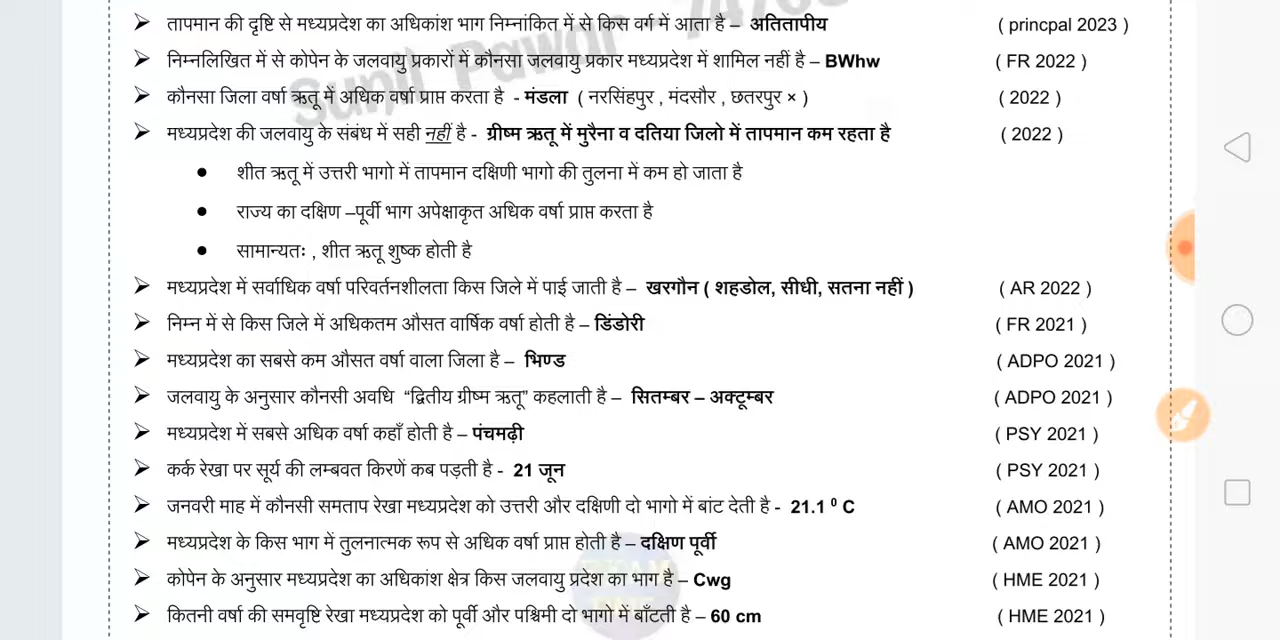 ➢ तापमान की दृष्टि से मध्यप्रदेश का अधिकांश भाग निम्नांकित में से किस वर्ग में आता है – अतितापीय ( princpal 2023 )
➢ निम्नलिखित में से कोपेन के जलवायु प्रकारों में कौनसा जलवायु प्रकार मध्यप्रदेश में शामिल नहीं है – BWhw ( FR 2022 )
➢ कौनसा जिला वर्षा ऋतू में अधिक वर्षा प्राप्त करता है - मंडला ( नरसिंहपुर , मंदसौर , छतरपुर × ) ( 2022 )
➢ मध्यप्रदेश की जलवायु के संबंध में सही नहीं है - ग्रीष्म ऋतू में मुरैना व दतिया जिलो में तापमान कम रहता है ( 2022 )
● शीत ऋतू में उत्तरी भागो में तापमान दक्षिणी भागो की तुलना में कम हो जाता है
● राज्य का दक्षिण –पूर्वी भाग अपेक्षाकृत अधिक वर्षा प्राप्त करता है
● सामान्यतः , शीत ऋतू शुष्क होती है
➢ मध्यप्रदेश में सर्वाधिक वर्षा परिवर्तनशीलता किस जिले में पाई जाती है – खरगौन ( शहडोल, सीधी, सतना नहीं ) ( AR 2022 )
➢ निम्न में से किस जिले में अधिकतम औसत वार्षिक वर्षा होती है – डिंडोरी ( FR 2021 )
➢ मध्यप्रदेश का सबसे कम औसत वर्षा वाला जिला है – भिण्ड ( ADPO 2021 )
➢ जलवायु के अनुसार कौनसी अवधि “द्वितीय ग्रीष्म ऋतू” कहलाती है – सितम्बर – अक्टूम्बर ( ADPO 2021 )
➢ मध्यप्रदेश में सबसे अधिक वर्षा कहाँ होती है – पंचमढ़ी ( PSY 2021 )
➢ कर्क रेखा पर सूर्य की लम्बवत किरणें कब पड़ती है - 21 जून ( PSY 2021 )
➢ जनवरी माह में कौनसी समताप रेखा मध्यप्रदेश को उत्तरी और दक्षिणी दो भागो में बांट देती है - 21.1 ⁰ C ( AMO 2021 )
➢ मध्यप्रदेश के किस भाग में तुलनात्मक रूप से अधिक वर्षा प्राप्त होती है – दक्षिण पूर्वी ( AMO 2021 )
➢ कोपेन के अनुसार मध्यप्रदेश का अधिकांश क्षेत्र किस जलवायु प्रदेश का भाग है – Cwg ( HME 2021 )
➢ कितनी वर्षा की समवृष्टि रेखा मध्यप्रदेश को पूर्वी और पश्चिमी दो भागो में बाँटती है – 60 cm ( HME 2021 )
Sunil Pawar